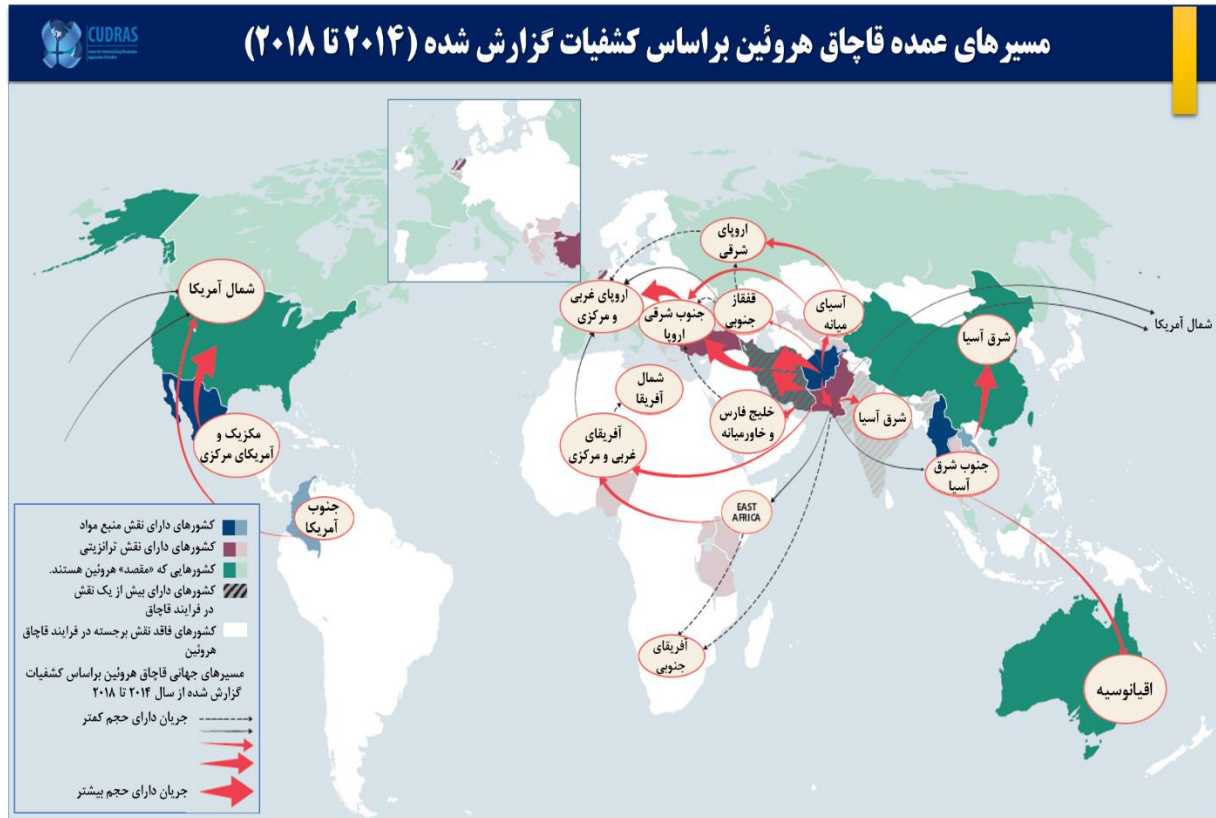 CUDRAS
مسیرهای عمده قاچاق هروئین براساس کشفیات گزارش شده (۲۰۱۴ تا ۲۰۱۸)
اروپای
شرقی
شمال آمریکا
اروپای غربی
و مرکزی
جنوب شرقی
اروپا
قفقاز
جنوبی
آسیای
میانه
شرق آسیا
شمال آمریکا
شمال
آفریقا
خلیج فارس
و خاورمیانه
شرق آسیا
مکزیک و
آمریکای مرکزی
آفریقای
غربی و مرکزی
جنوب شرق
آسیا
جنوب
آمریکا
EAST
AFRICA
آفریقای
جنوبی
اقیانوسیه
کشورهای دارای نقش منبع مواد
کشورهای دارای نقش ترانزیتی
کشورهایی که «مقصد» هروئین هستند.
کشورهای دارای بیش از یک نقش
در فرایند قاچاق
کشورهای فاقد نقش برجسته در فرایند قاچاق
هروئین
مسیرهای جهانی قاچاق هروئین براساس کشفیات
گزارش شده از سال ۲۰۱۴ تا ۲۰۱۸
جریان دارای حجم کمتر
جریان دارای حجم بیشتر